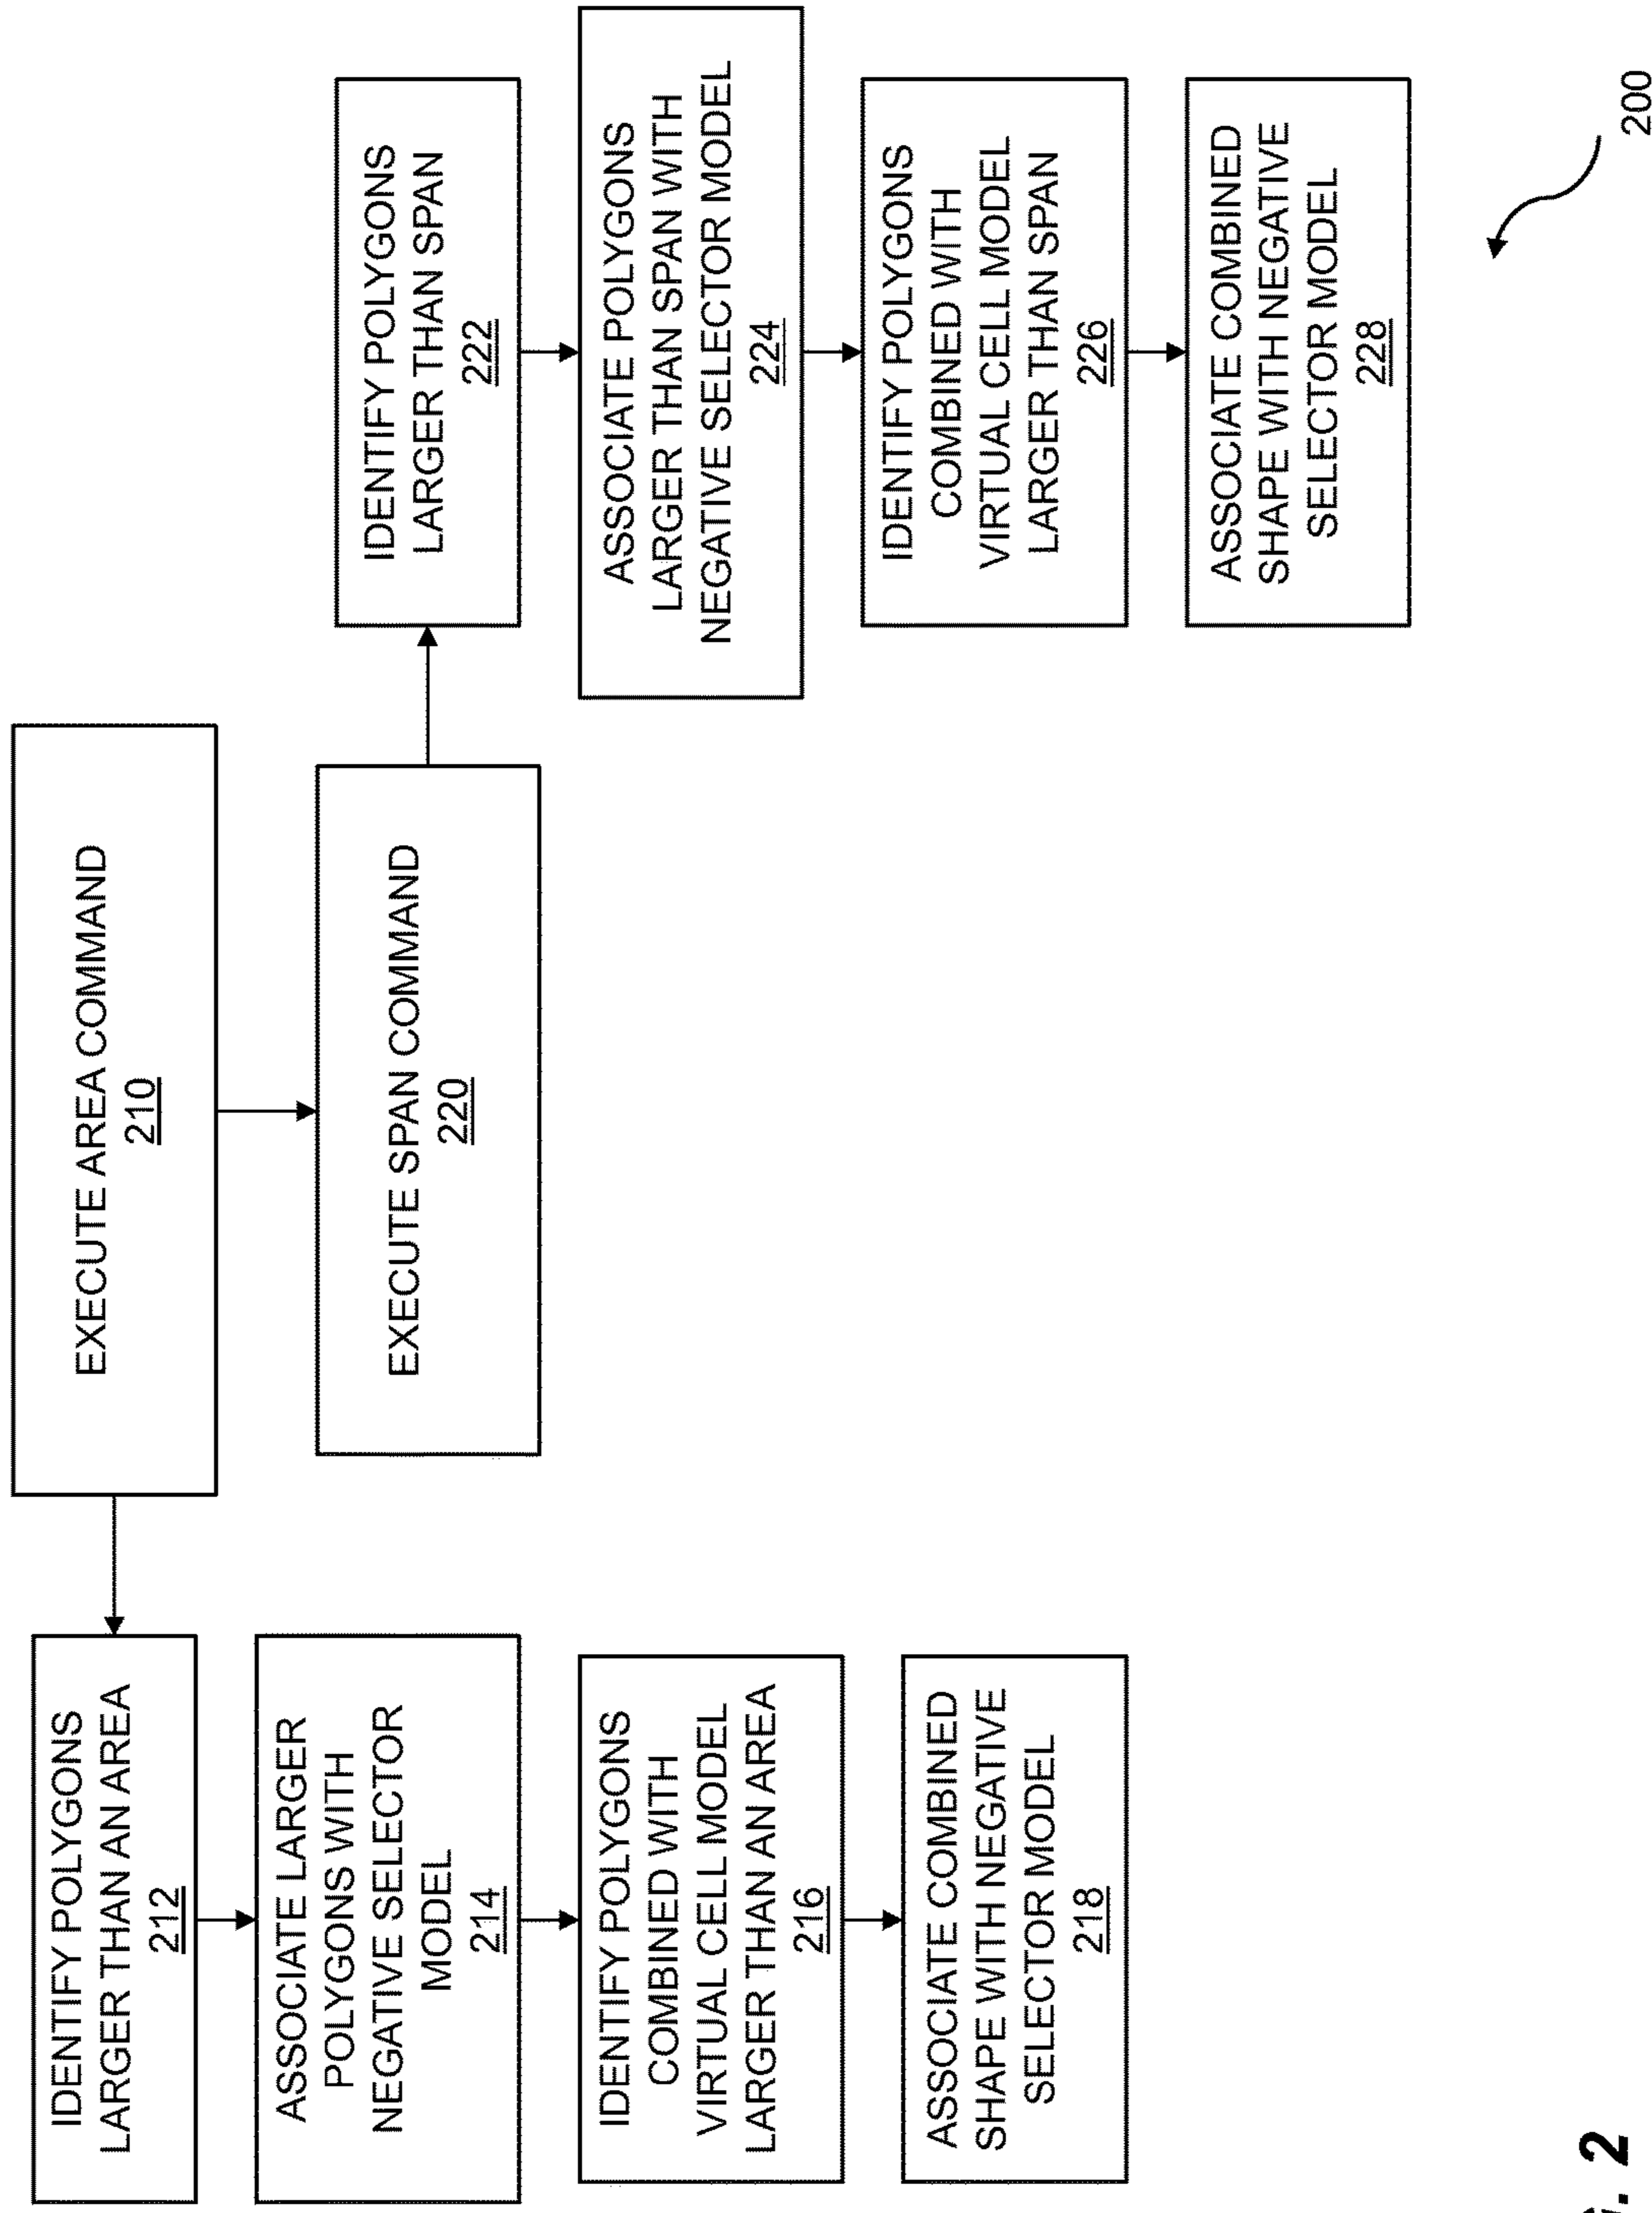 EXECUTE AREA COMMAND
210
IDENTIFY POLYGONS
LARGER THAN AN AREA
212
ASSOCIATE LARGER
POLYGONS WITH
NEGATIVE SELECTOR
MODEL
214
IDENTIFY POLYGONS
COMBINED WITH
VIRTUAL CELL MODEL
LARGER THAN AN AREA
216
ASSOCIATE COMBINED
SHAPE WITH NEGATIVE
SELECTOR MODEL
218
EXECUTE SPAN COMMAND
220
IDENTIFY POLYGONS
LARGER THAN SPAN
222
ASSOCIATE POLYGONS
LARGER THAN SPAN WITH
NEGATIVE SELECTOR MODEL
224
IDENTIFY POLYGONS
COMBINED WITH
VIRTUAL CELL MODEL
LARGER THAN SPAN
226
ASSOCIATE COMBINED
SHAPE WITH NEGATIVE
SELECTOR MODEL
228
200
2